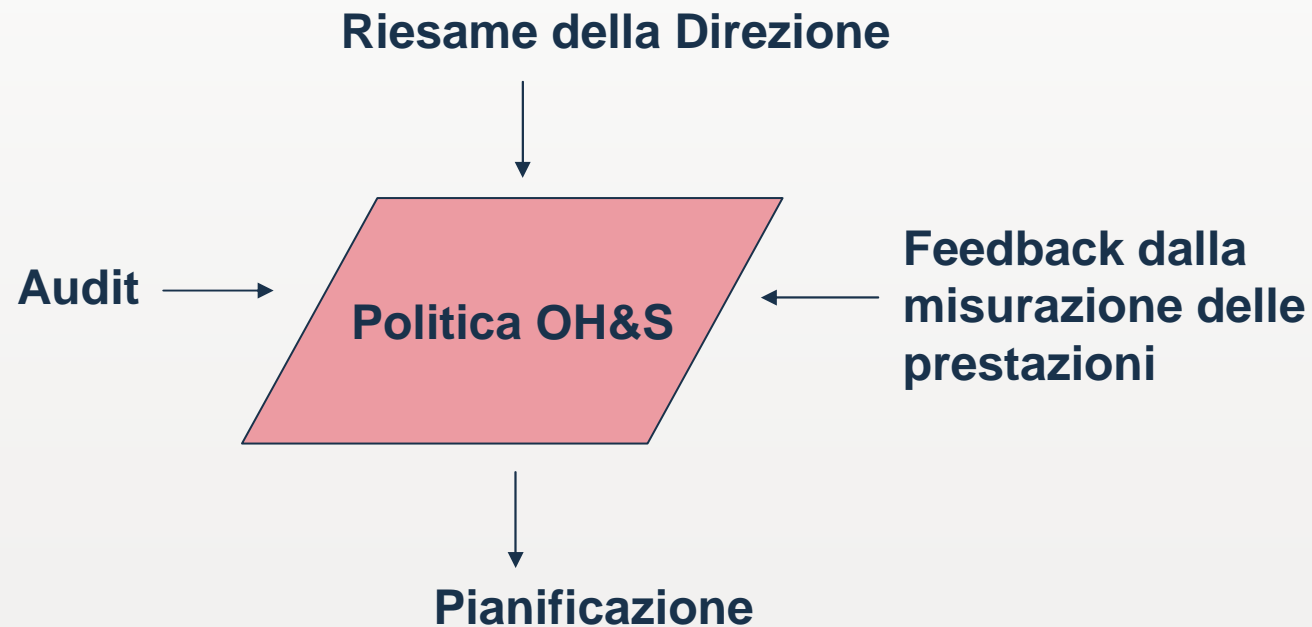 Riesame della Direzione
Audit
Politica OH&S
Feedback dalla
misurazione delle
prestazioni
Pianificazione